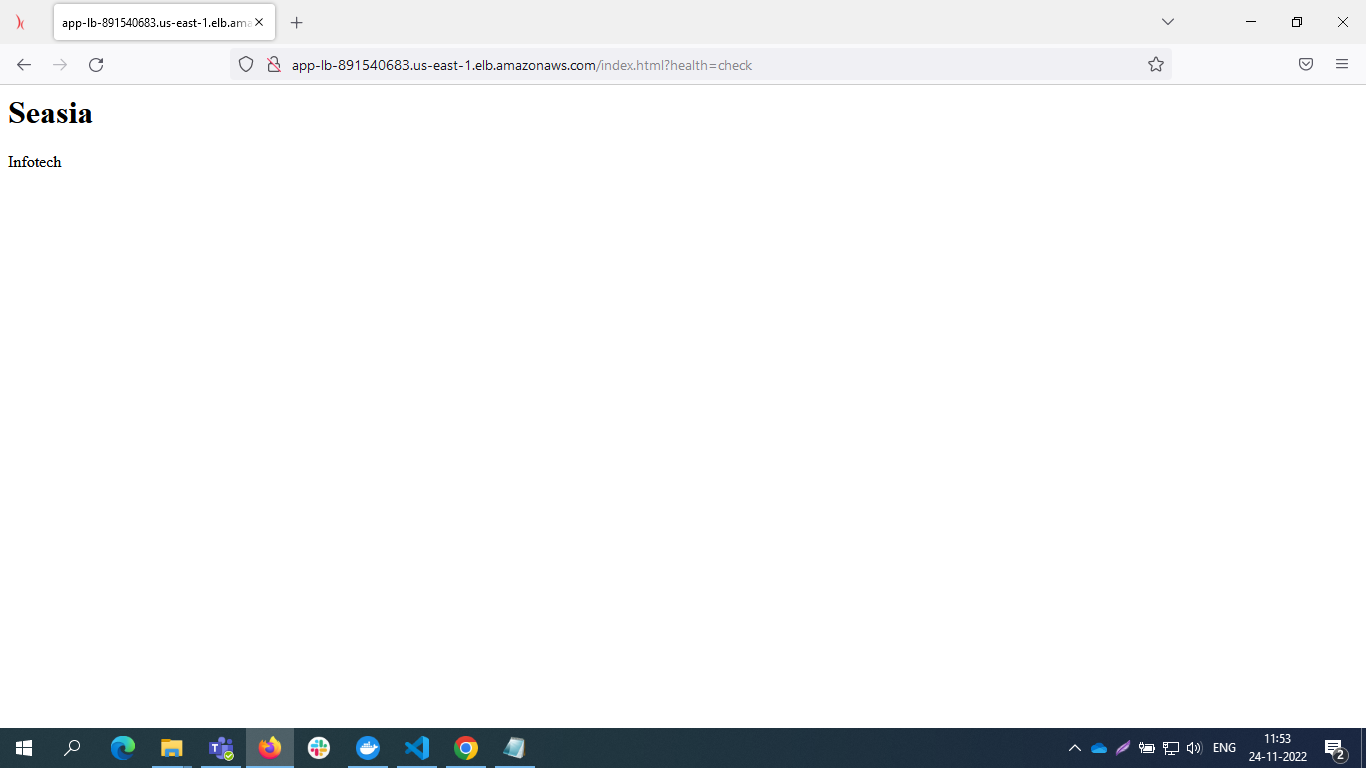 app-lb-891540683.us-east-1.elb.ama
app-lb-891540683.us-east-1.elb.amazonaws.com/index.html?health=check
Seasia
Infotech
ENG
11:53
24-11-2022
2